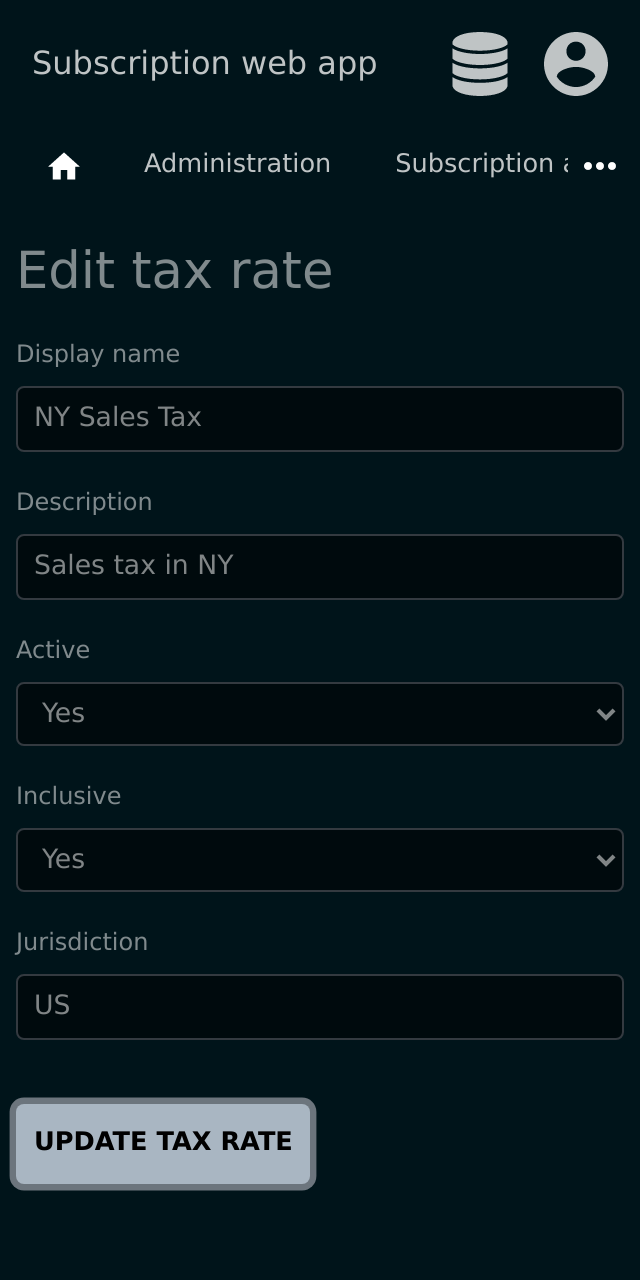 Subscription web app
Administration
Subscription
Edit tax rate
Display name
NY Sales Tax
Description
Sales tax in NY
Active
Yes
Inclusive
Yes
Jurisdiction
US
UPDATE TAX RATE